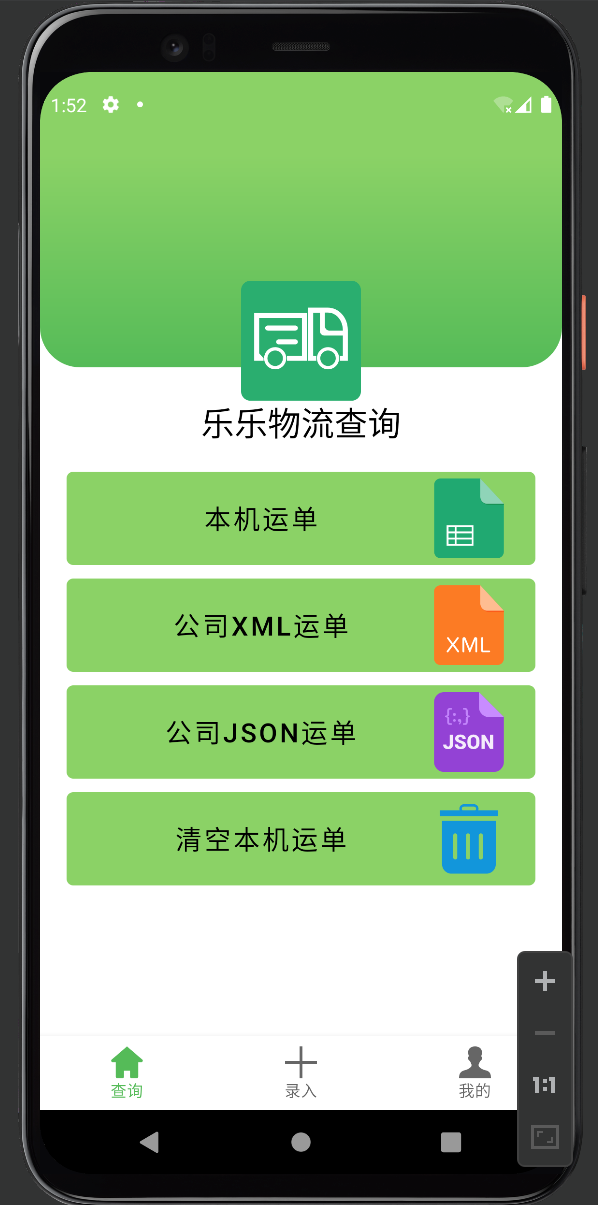 1:52
乐乐物流查询
本机运单
公司XML运单
XML
公司JSON运单
{:,}
JSON
清空本机运单
查询
录入
我的
1:1